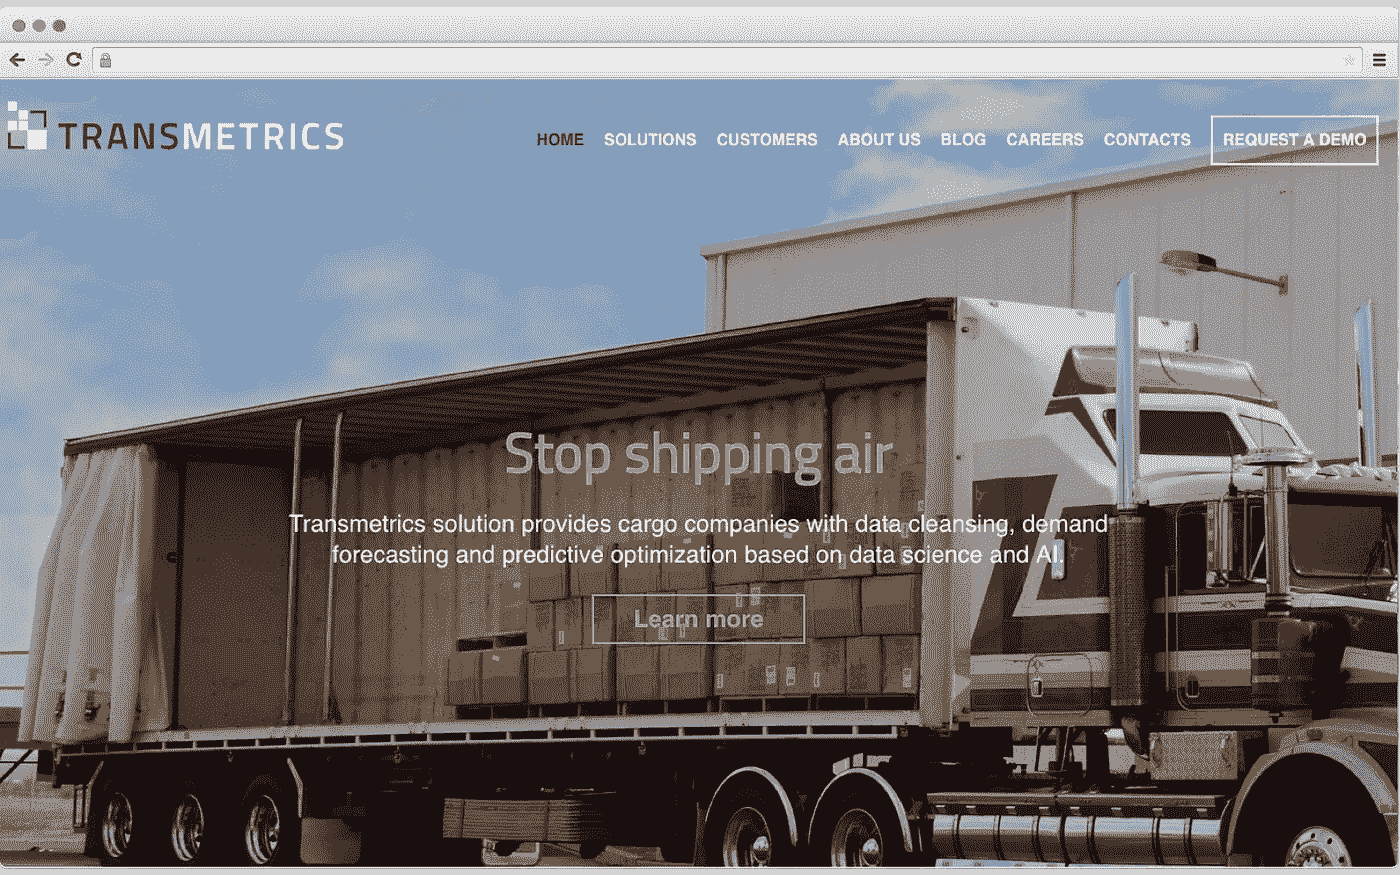 TRANSMETRICS
HOME SOLUTIONS CUSTOMERS ABOUT US BLOG CAREERS CONTACTS REQUEST A DEMO
Stop shipping air
Transmetrics solution provides cargo companies with data cleansing, demand
forecasting and predictive optimization based on data science and AI.
Learn more